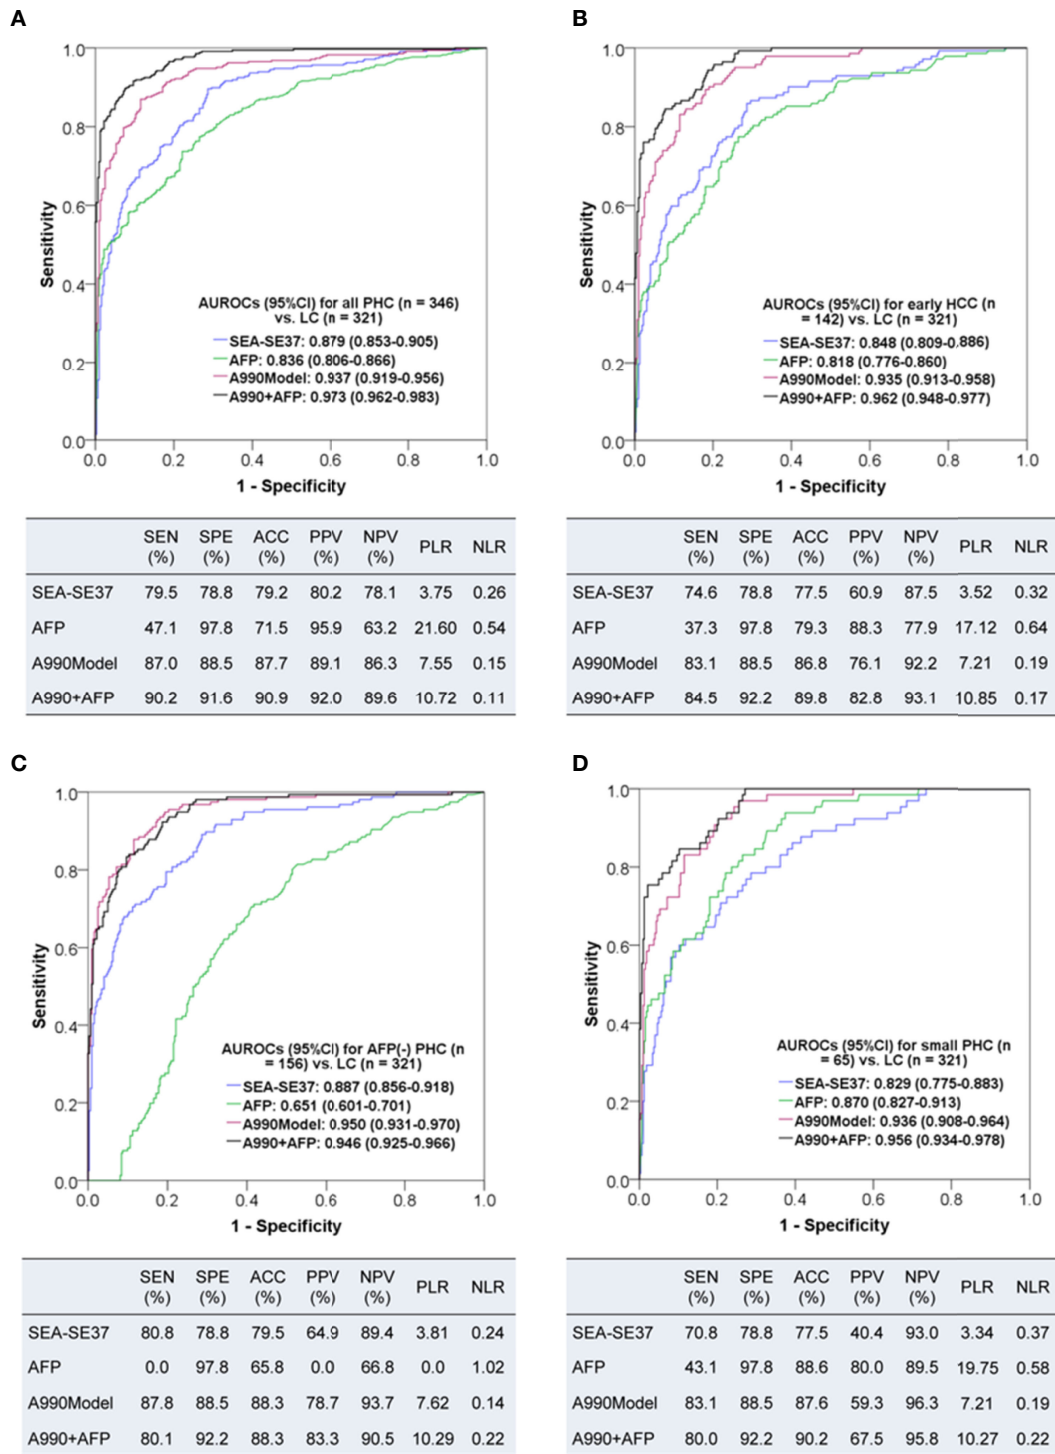 A
1.0
0.8
0.6
0.4
0.2
0.0
Sensitivity
AUROCs (95%CI) for all PHC (n = 346)
vs. LC (n = 321)
SEA-SE37: 0.879 (0.853-0.905)
AFP: 0.836 (0.806-0.866)
A990Model: 0.937 (0.919-0.956)
A990+AFP: 0.973 (0.962-0.983)
0.0 0.2 0.4 0.6 0.8 1.0
1 - Specificity
SEN (%) SPE (%) ACC (%) PPV (%) NPV (%) PLR NLR
SEA-SE37 79.5 78.8 79.2 80.2 78.1 3.75 0.26
AFP 47.1 97.8 71.5 95.9 63.2 21.60 0.54
A990Model 87.0 88.5 87.7 89.1 86.3 7.55 0.15
A990+AFP 90.2 91.6 90.9 92.0 89.6 10.72 0.11
B
1.0
0.8
0.6
0.4
0.2
0.0
Sensitivity
AUROCs (95%CI) for early HCC (n
= 142) vs. LC (n = 321)
SEA-SE37: 0.848 (0.809-0.886)
AFP: 0.818 (0.776-0.860)
A990Model: 0.935 (0.913-0.958)
A990+AFP: 0.962 (0.948-0.977)
0.0 0.2 0.4 0.6 0.8 1.0
1 - Specificity
SEN (%) SPE (%) ACC (%) PPV (%) NPV (%) PLR NLR
SEA-SE37 74.6 78.8 77.5 60.9 87.5 3.52 0.32
AFP 37.3 97.8 79.3 88.3 77.9 17.12 0.64
A990Model 83.1 88.5 86.8 76.1 92.2 7.21 0.19
A990+AFP 84.5 92.2 89.8 82.8 93.1 10.85 0.17
C
1.0
0.8
0.6
0.4
0.2
0.0
Sensitivity
AUROCs (95%CI) for AFP(-) PHC (n
= 156) vs. LC (n = 321)
SEA-SE37: 0.887 (0.856-0.918)
AFP: 0.651 (0.601-0.701)
A990Model: 0.950 (0.931-0.970)
A990+AFP: 0.946 (0.925-0.966)
0.0 0.2 0.4 0.6 0.8 1.0
1 - Specificity
SEN (%) SPE (%) ACC (%) PPV (%) NPV (%) PLR NLR
SEA-SE37 80.8 78.8 79.5 64.9 89.4 3.81 0.24
AFP 0.0 97.8 65.8 0.0 66.8 0.0 1.02
A990Model 87.8 88.5 88.3 78.7 93.7 7.62 0.14
A990+AFP 80.1 92.2 88.3 83.3 90.5 10.29 0.22
D
1.0
0.8
0.6
0.4
0.2
0.0
Sensitivity
AUROCs (95%CI) for small PHC (n
= 65) vs. LC (n = 321)
SEA-SE37: 0.829 (0.775-0.883)
AFP: 0.870 (0.827-0.913)
A990Model: 0.936 (0.908-0.964)
A990+AFP: 0.956 (0.934-0.978)
0.0 0.2 0.4 0.6 0.8 1.0
1 - Specificity
SEN (%) SPE (%) ACC (%) PPV (%) NPV (%) PLR NLR
SEA-SE37 70.8 78.8 77.5 40.4 93.0 3.34 0.37
AFP 43.1 97.8 88.6 80.0 89.5 19.75 0.58
A990Model 83.1 88.5 87.6 59.3 96.3 7.21 0.19
A990+AFP 80.0 92.2 90.2 67.5 95.8 10.27 0.22